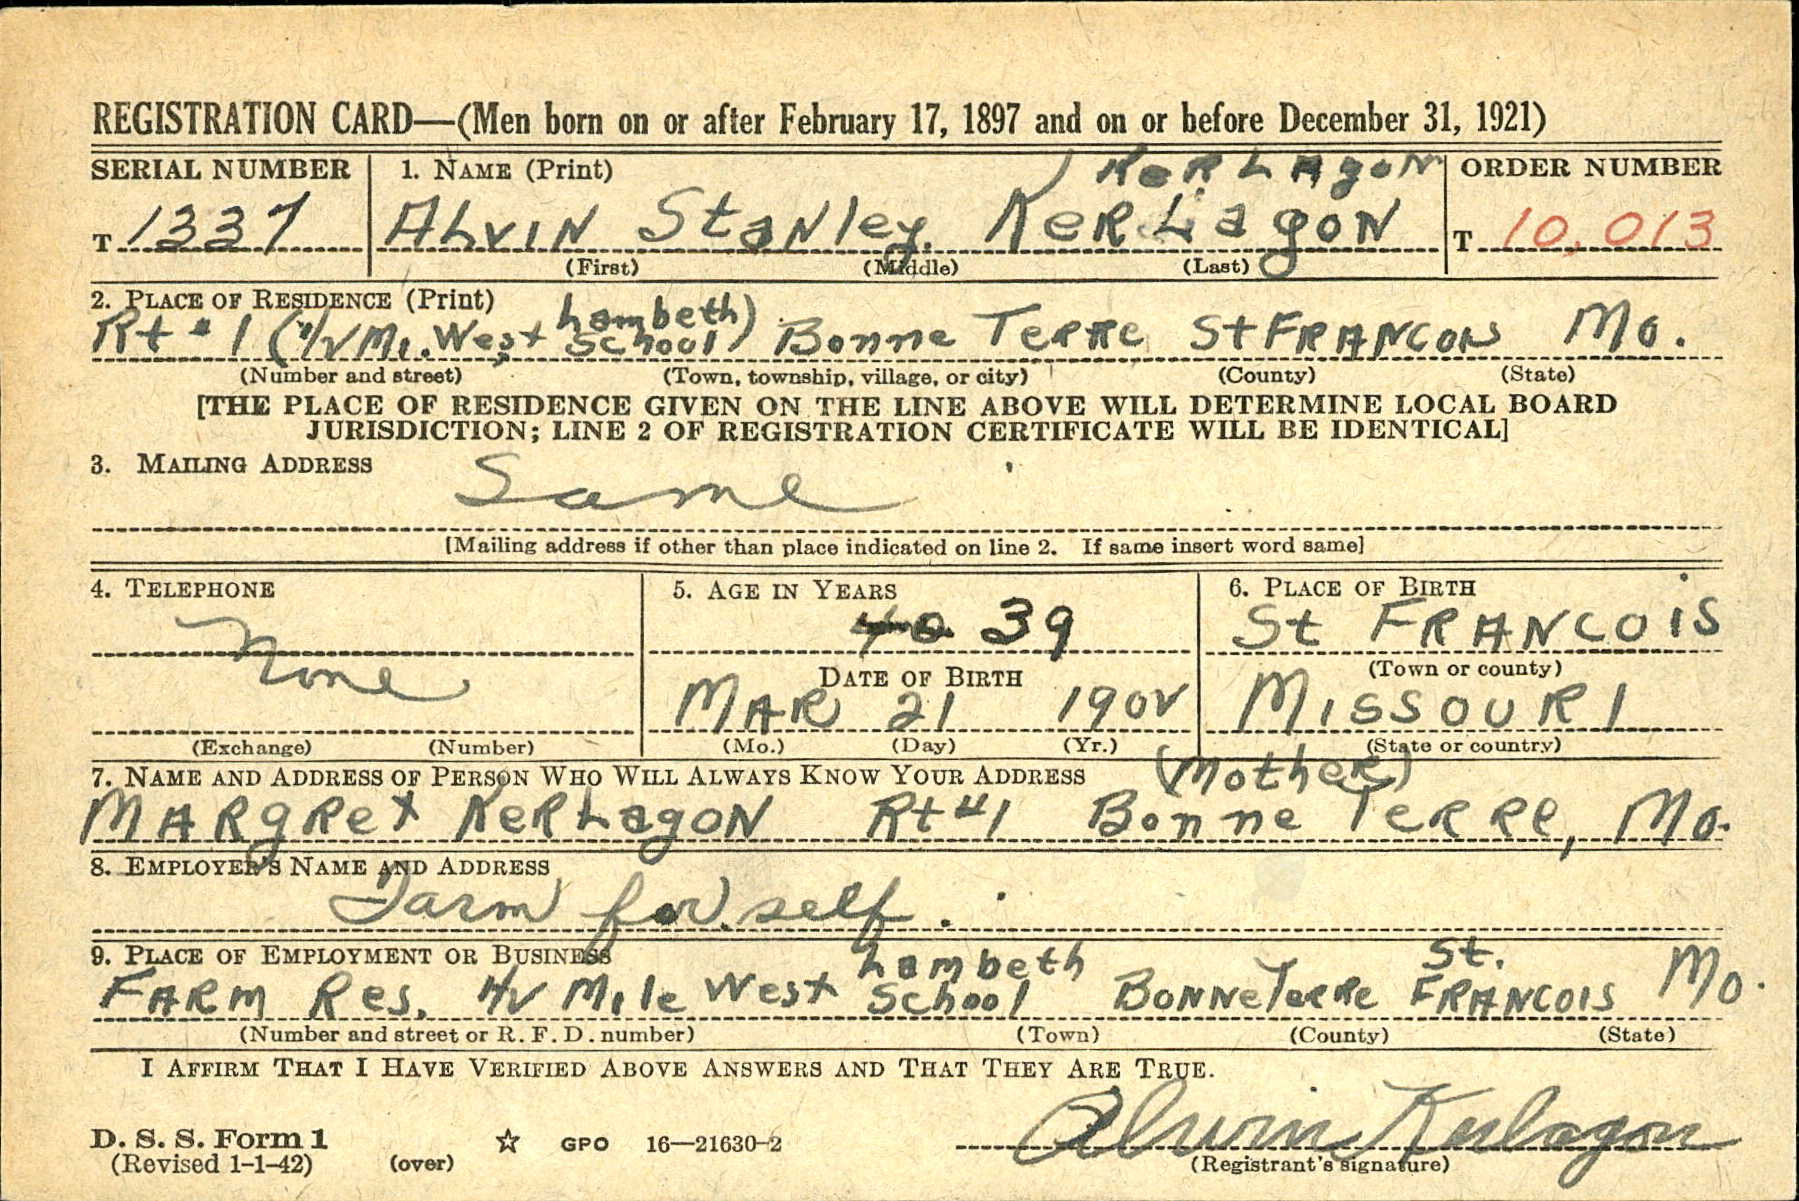 REGISTRATION CARD—(Men born on or after February 17, 1897 and on or before December 31, 1921)
SERIAL NUMBER 1. NAME (Print) KerLAgoN ORDER NUMBER
T 1337 ALVIN Stanley KerLagoN T 10,013
(First) (Middle) (Last)
2. PLACE OF RESIDENCE (Print) Lambeth)
Rt #1 ( Mi. West School Bonne Terre St FRANCOIS Mo.
(Number and street) (Town, township, village, or city) (County) (State)
[THE PLACE OF RESIDENCE GIVEN ON THE LINE ABOVE WILL DETERMINE LOCAL BOARD
JURISDICTION; LINE 2 OF REGISTRATION CERTIFICATE WILL BE IDENTICAL]
3. MAILING ADDRESS
Same
[Mailing address if other than place indicated on line 2. If same insert word same]
4. TELEPHONE 5. AGE IN YEARS 6. PLACE OF BIRTH
40 39 St FRANCOIS
None DATE OF BIRTH (Town or county)
MAR 21 1902 MISSOURI
(Exchange) (Number) (Mo.) (Day) (Yr.) (State or country)
7. NAME AND ADDRESS OF PERSON WHO WILL ALWAYS KNOW YOUR ADDRESS (Mother)
MARgRet KerLagoN Rt #1 Bonne Terre, Mo.
8. EMPLOYER'S NAME AND ADDRESS
Farm for self.
9. PLACE OF EMPLOYMENT OR BUSINESS Lambeth St.
FARM Res. Mile West School BonneTerre FRANCOIS Mo.
(Number and street or R. F. D. number) (Town) (County) (State)
I AFFIRM THAT I HAVE VERIFIED ABOVE ANSWERS AND THAT THEY ARE TRUE.
Alvin Kerlagon
D. S. S. Form 1 GPO 16—21630-2
(Revised 1-1-42) (over) (Registrant's signature)